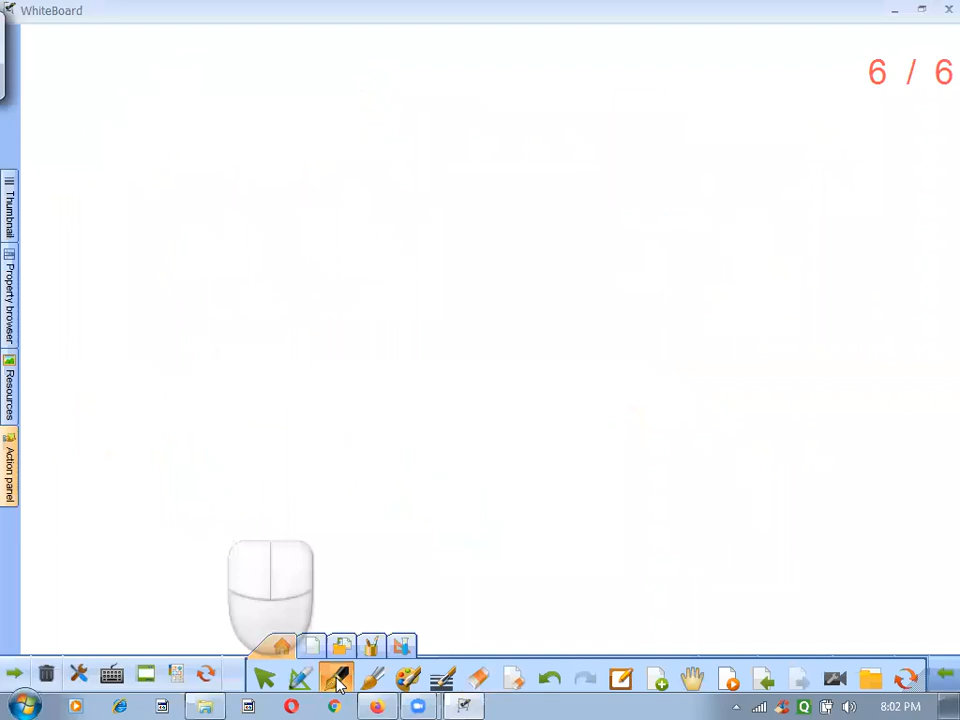 WhiteBoard
6 / 6
Thumbnail
Property browser
Resources
Action panel
8:02 PM